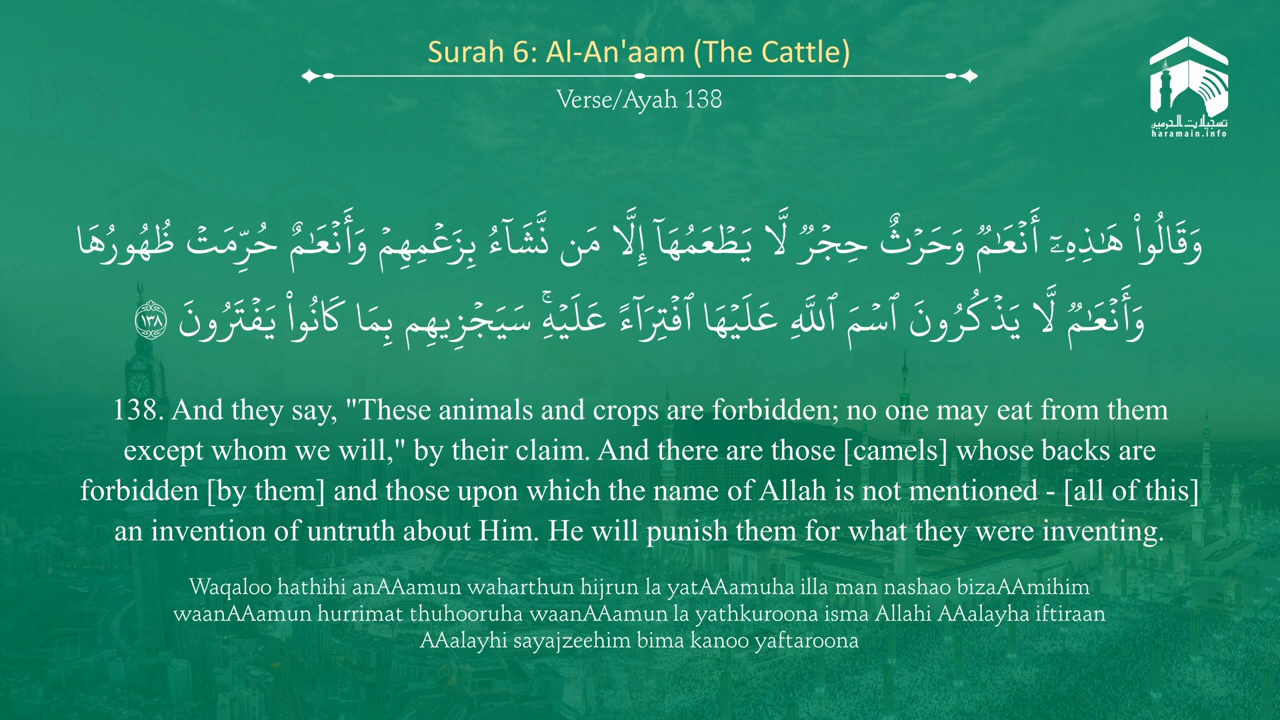 Surah 6: Al-An'aam (The Cattle)
Verse/Ayah 138
تسجيلات الحرمين
haramain.info
وَقَالُوا۟ هَـٰذِهِۦٓ أَنْعَـٰمٌۭ وَحَرْثٌ حِجْرٌۭ لَّا يَطْعَمُهَآ إِلَّا مَن نَّشَآءُ بِزَعْمِهِمْ وَأَنْعَـٰمٌ حُرِّمَتْ ظُهُورُهَا
وَأَنْعَـٰمٌۭ لَّا يَذْكُرُونَ ٱسْمَ ٱللَّهِ عَلَيْهَا ٱفْتِرَآءً عَلَيْهِ ۚ سَيَجْزِيهِم بِمَا كَانُوا۟ يَفْتَرُونَ ١٣٨
138. And they say, "These animals and crops are forbidden; no one may eat from them
except whom we will," by their claim. And there are those [camels] whose backs are
forbidden [by them] and those upon which the name of Allah is not mentioned - [all of this]
an invention of untruth about Him. He will punish them for what they were inventing.
Waqaloo hathihi anAAamun waharthun hijrun la yatAAamuha illa man nashao bizaAAmihim
waanAAamun hurrimat thuhooruha waanAAamun la yathkuroona isma Allahi AAalayha iftiraan
AAalayhi sayajzeehim bima kanoo yaftaroona